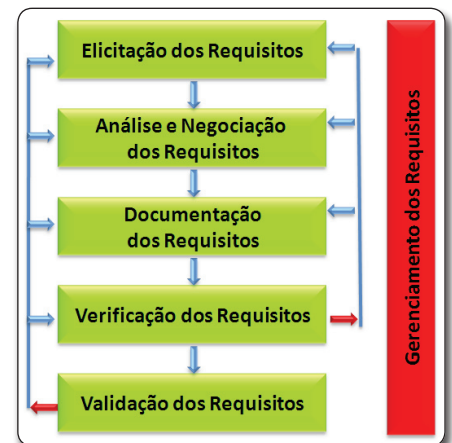 Elicitação dos Requisitos
Análise e Negociação
dos Requisitos
Documentação
dos Requisitos
Verificação dos Requisitos
Validação dos Requisitos
Gerenciamento dos Requisitos